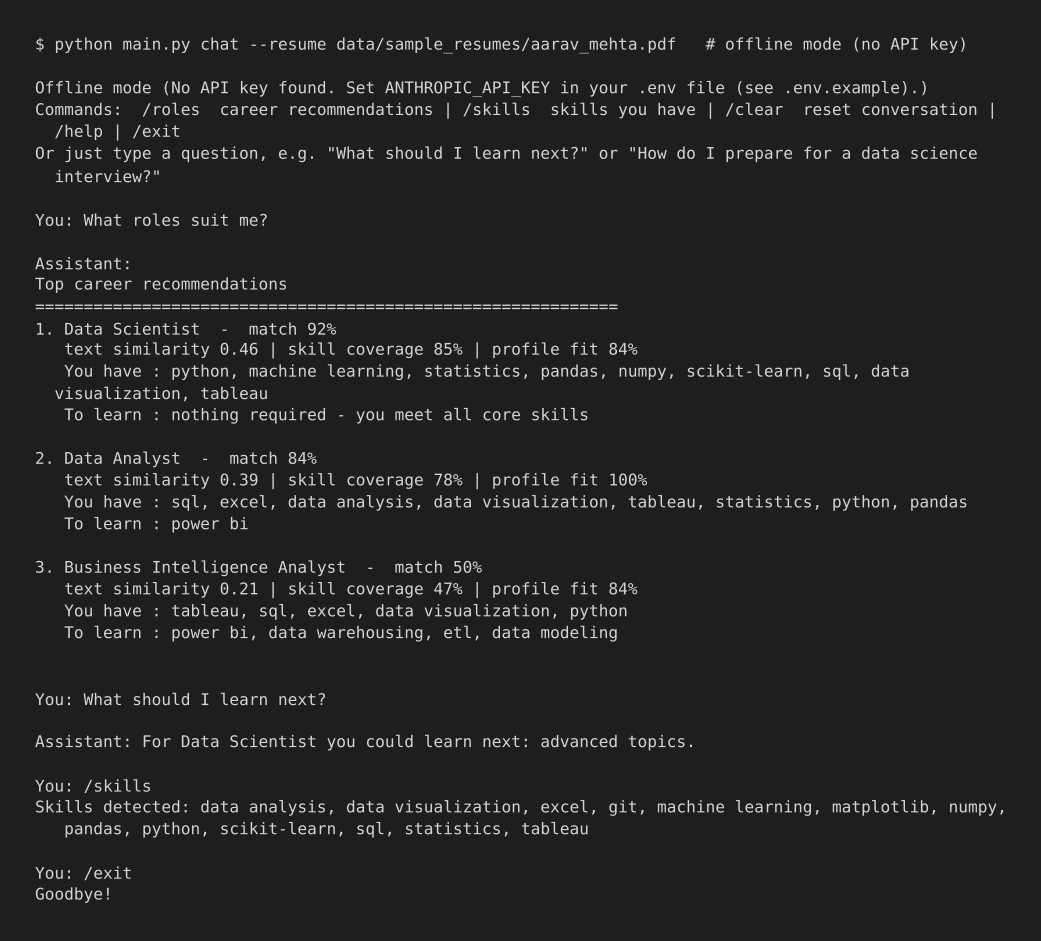 $ python main.py chat --resume data/sample_resumes/aarav_mehta.pdf   # offline mode (no API key)

Offline mode (No API key found. Set ANTHROPIC_API_KEY in your .env file (see .env.example).)
Commands:  /roles  career recommendations | /skills  skills you have | /clear  reset conversation |
  /help | /exit
Or just type a question, e.g. "What should I learn next?" or "How do I prepare for a data science
  interview?"

You: What roles suit me?

Assistant:
Top career recommendations
============================================================
1. Data Scientist  -  match 92%
   text similarity 0.46 | skill coverage 85% | profile fit 84%
   You have : python, machine learning, statistics, pandas, numpy, scikit-learn, sql, data
  visualization, tableau
   To learn : nothing required - you meet all core skills

2. Data Analyst  -  match 84%
   text similarity 0.39 | skill coverage 78% | profile fit 100%
   You have : sql, excel, data analysis, data visualization, tableau, statistics, python, pandas
   To learn : power bi

3. Business Intelligence Analyst  -  match 50%
   text similarity 0.21 | skill coverage 47% | profile fit 84%
   You have : tableau, sql, excel, data visualization, python
   To learn : power bi, data warehousing, etl, data modeling

You: What should I learn next?

Assistant: For Data Scientist you could learn next: advanced topics.

You: /skills
Skills detected: data analysis, data visualization, excel, git, machine learning, matplotlib, numpy,
   pandas, python, scikit-learn, sql, statistics, tableau

You: /exit
Goodbye!